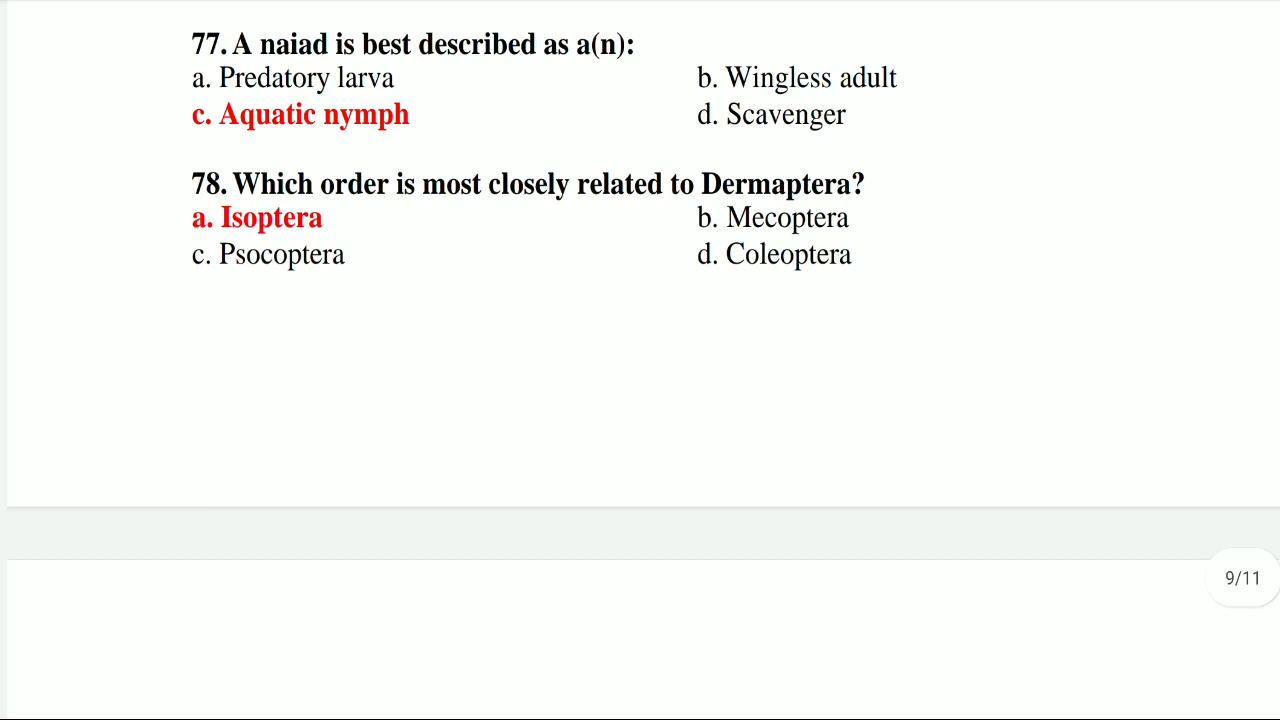 77. A naiad is best described as a(n):
a. Predatory larva b. Wingless adult
c. Aquatic nymph d. Scavenger
78. Which order is most closely related to Dermaptera?
a. Isoptera b. Mecoptera
c. Psocoptera d. Coleoptera
9/11